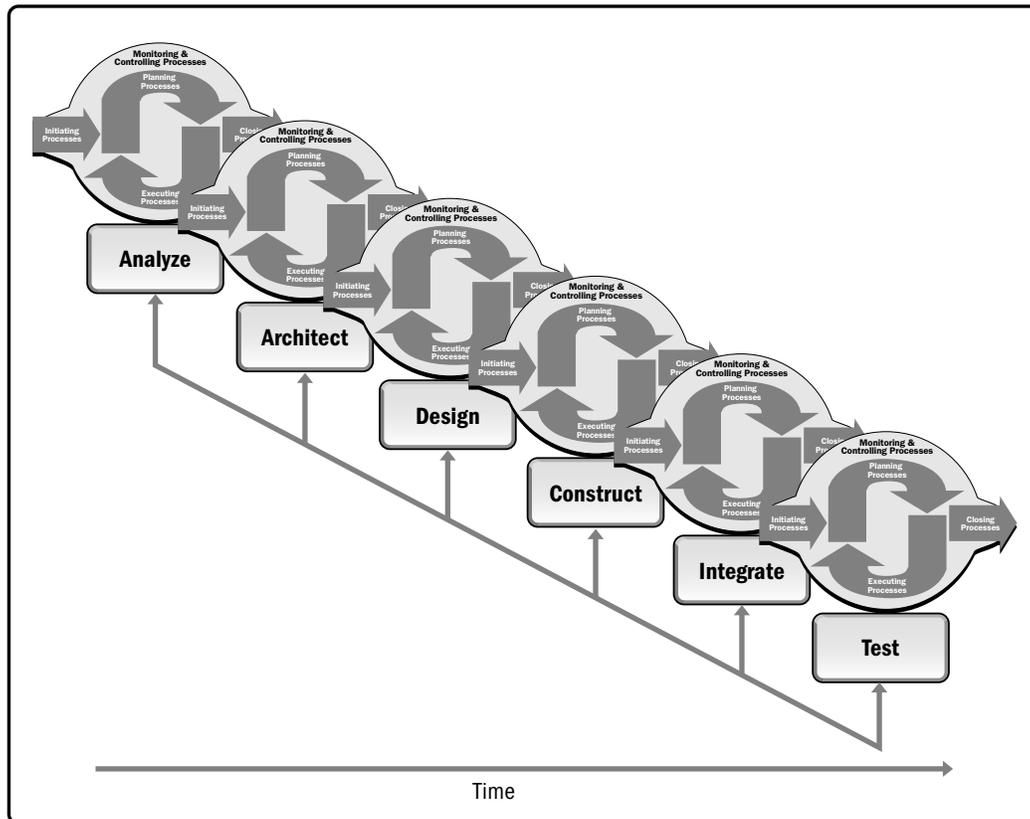 Monitoring &
Controlling Processes
Planning
Processes
Initiating
Processes
Executing
Processes
Analyze
Monitoring &
Controlling Processes
Planning
Processes
Initiating
Processes
Executing
Processes
Architect
Monitoring &
Controlling Processes
Planning
Processes
Initiating
Processes
Executing
Processes
Design
Monitoring &
Controlling Processes
Planning
Processes
Initiating
Processes
Executing
Processes
Construct
Monitoring &
Controlling Processes
Planning
Processes
Initiating
Processes
Executing
Processes
Integrate
Monitoring &
Controlling Processes
Planning
Processes
Initiating
Processes
Closing
Processes
Executing
Processes
Test
Time